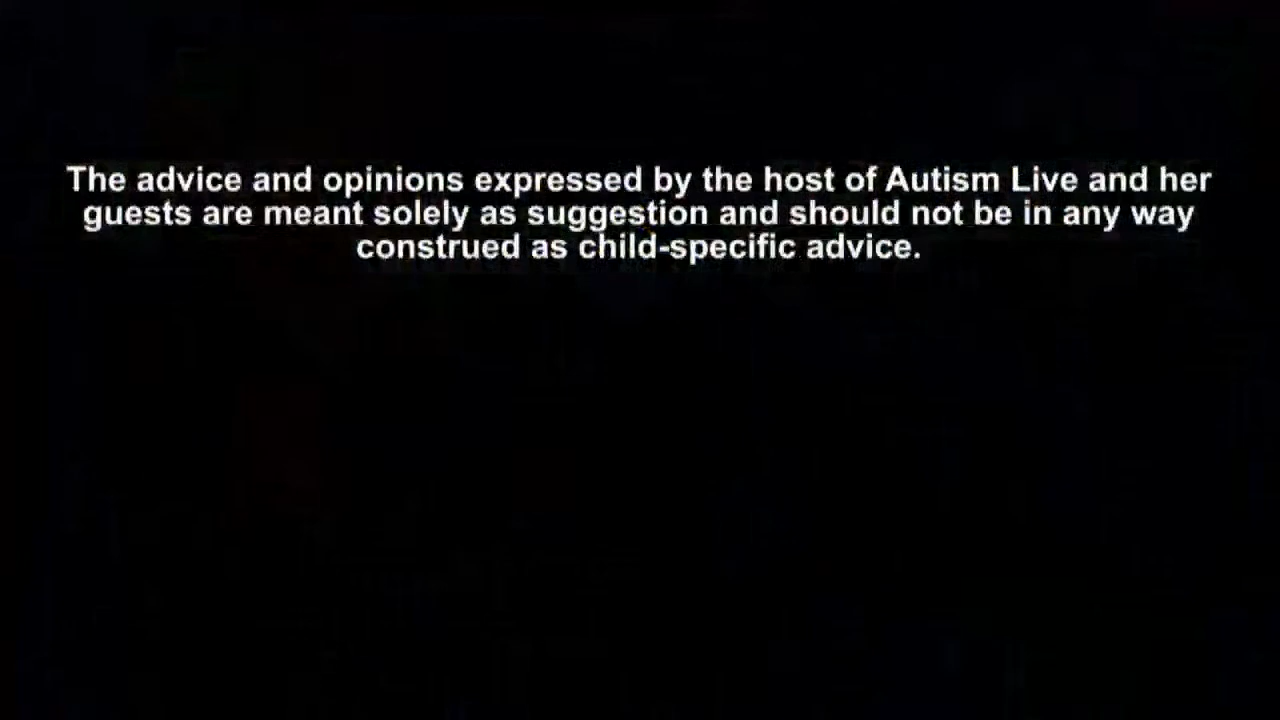 The advice and opinions expressed by the host of Autism Live and her
guests are meant solely as suggestion and should not be in any way
construed as child-specific advice.